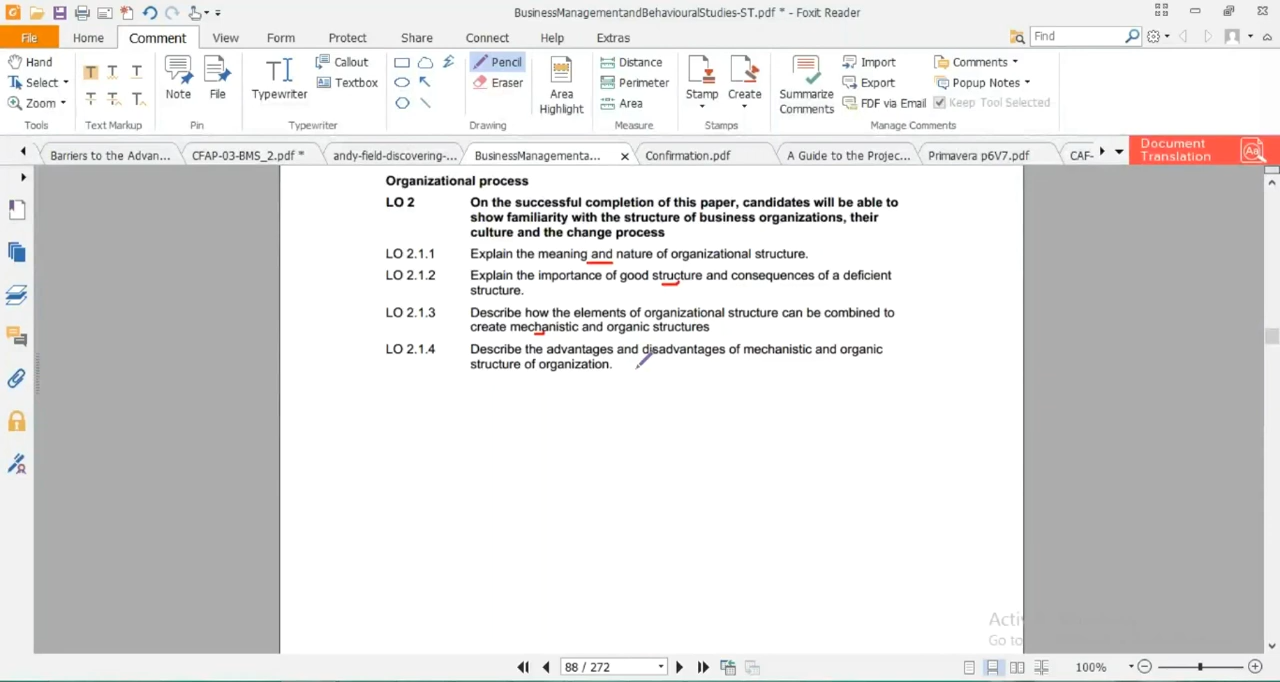 BusinessManagementandBehaviouralStudies-ST.pdf * - Foxit Reader
File Home Comment View Form Protect Share Connect Help Extras
Find
Hand
Select
Zoom
Tools
Text Markup
Note
File
Pin
Typewriter
Callout
Textbox
Typewriter
Pencil
Eraser
Drawing
Area
Highlight
Distance
Perimeter
Area
Measure
Stamp
Create
Stamps
Summarize
Comments
Import
Export
FDF via Email
Comments
Popup Notes
Keep Tool Selected
Manage Comments
Barriers to the Advan...
CFAP-03-BMS_2.pdf *
andy-field-discovering-...
BusinessManagementa...
Confirmation.pdf
A Guide to the Projec...
Primavera p6V7.pdf
CAF-
Document
Translation
Organizational process
LO 2 On the successful completion of this paper, candidates will be able to
show familiarity with the structure of business organizations, their
culture and the change process
LO 2.1.1 Explain the meaning and nature of organizational structure.
LO 2.1.2 Explain the importance of good structure and consequences of a deficient
structure.
LO 2.1.3 Describe how the elements of organizational structure can be combined to
create mechanistic and organic structures
LO 2.1.4 Describe the advantages and disadvantages of mechanistic and organic
structure of organization.
Go to
88 / 272
100%